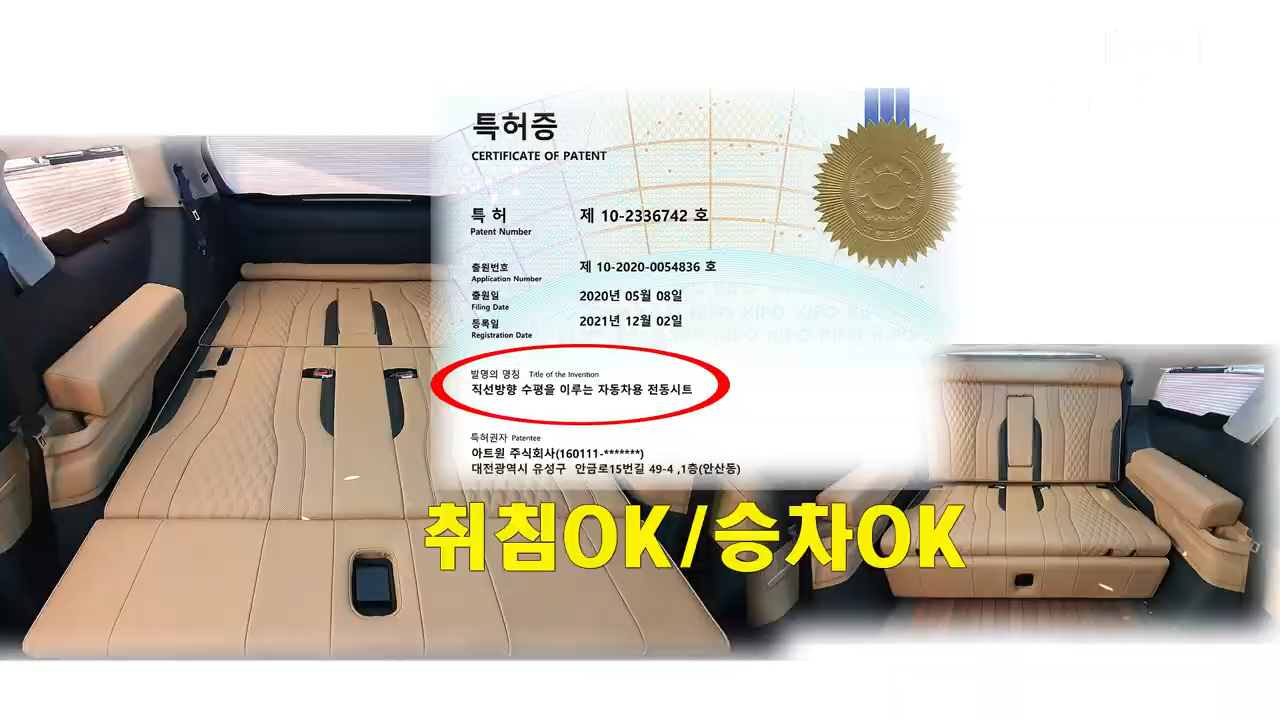 특허증
CERTIFICATE OF PATENT
특 허 제 10-2336742 호
Patent Number
출원번호 제 10-2020-0054836 호
Application Number
출원일 2020년 05월 08일
Filing Date
등록일 2021년 12월 02일
Registration Date
발명의 명칭 Title of the Invention
직선방향 수평을 이루는 자동차용 전동시트
특허권자 Patentee
아트원 주식회사(160111-*******)
대전광역시 유성구 안금로15번길 49-4 ,1층(안산동)
취침OK/승차OK